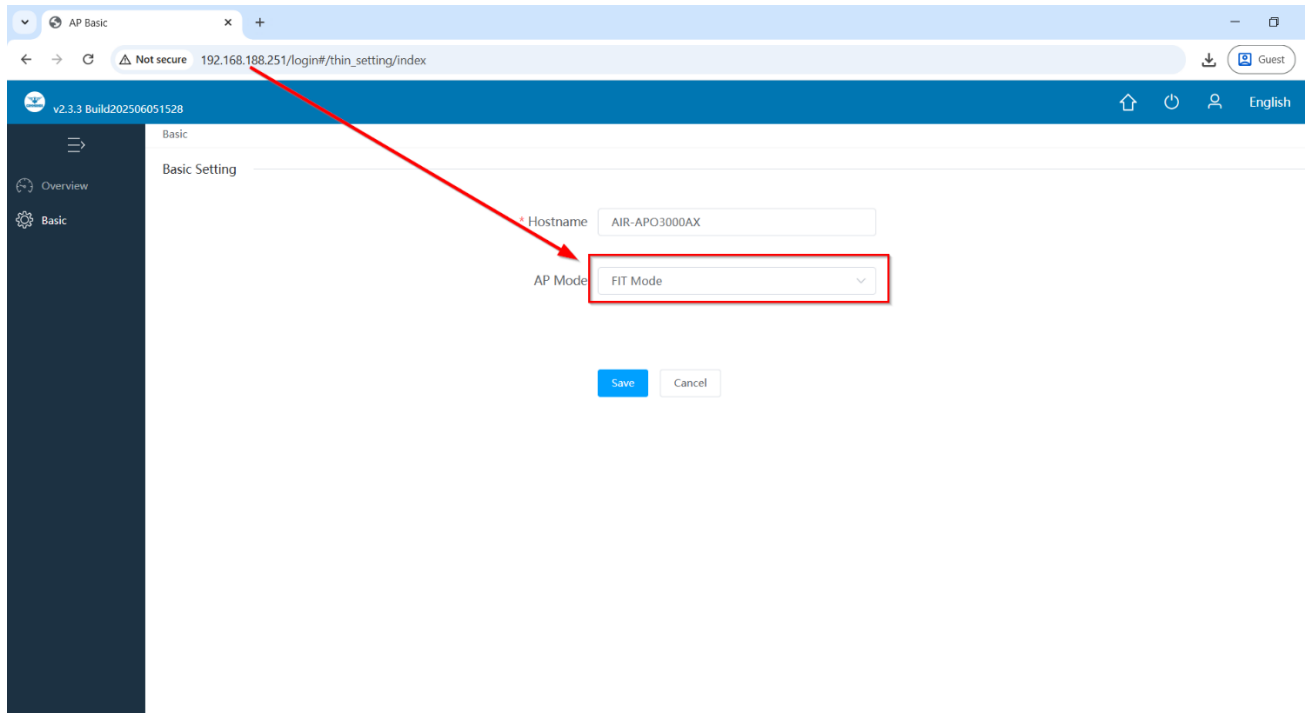 AP Basic
Not secure 192.168.188.251/login#/thin_setting/index Guest
v2.3.3 Build202506051528 English
Basic
Overview
Basic Setting
Basic
* Hostname AIR-APO3000AX
AP Mode FIT Mode
Save Cancel